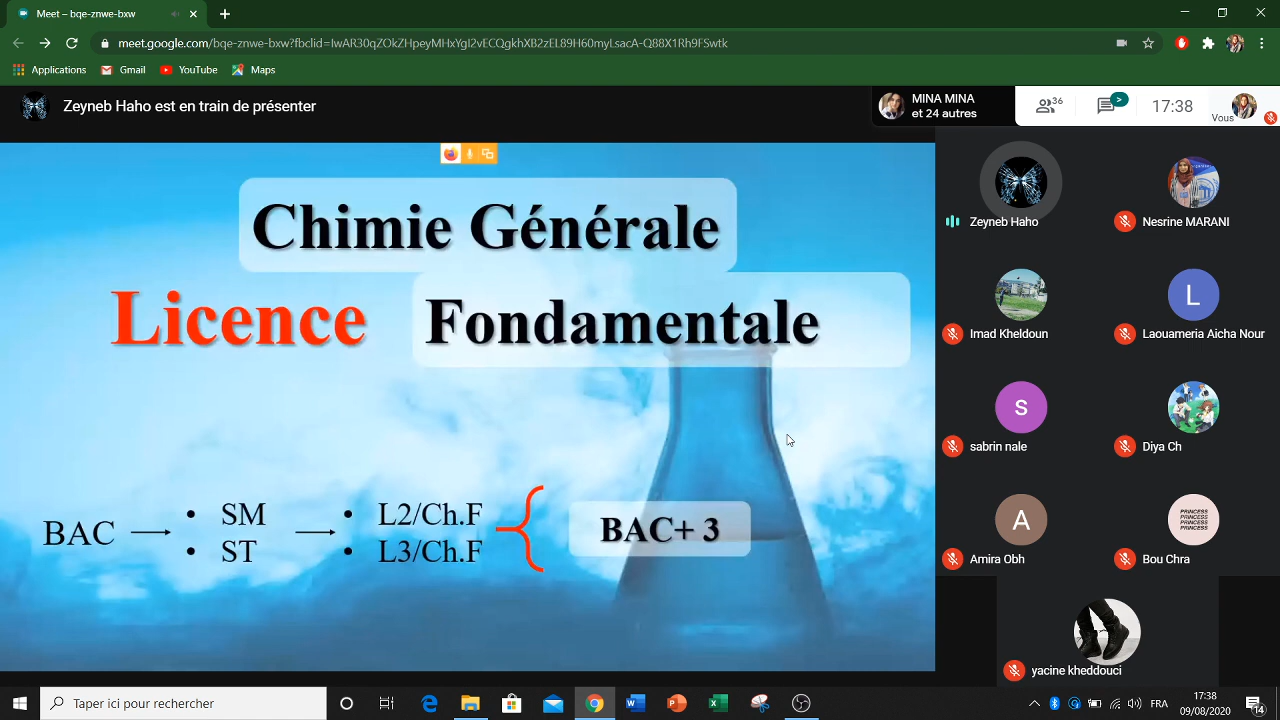 Meet – bqe-znwe-bxw
meet.google.com/bqe-znwe-bxw?fbclid=IwAR30qZOkZHpeyMHxYgI2vECQgkhXB2zEL89H60myLsacA-Q88X1Rh9FSwtk
Applications Gmail YouTube Maps
Zeyneb Haho est en train de présenter
MINA MINA
et 24 autres
36
17:38
Vous
Chimie Générale
Licence Fondamentale
BAC
• SM
• ST
• L2/Ch.F
• L3/Ch.F
BAC+ 3
Zeyneb Haho
Nesrine MARANI
Imad Kheldoun
L
Laouameria Aicha Nour
s
sabrin nale
Diya Ch
A
Amira Obh
PRINCESS
PRINCESS
PRINCESS
PRINCESS
Bou Chra
yacine kheddouci
Taper ici pour rechercher
FRA
17:38
09/08/2020
14